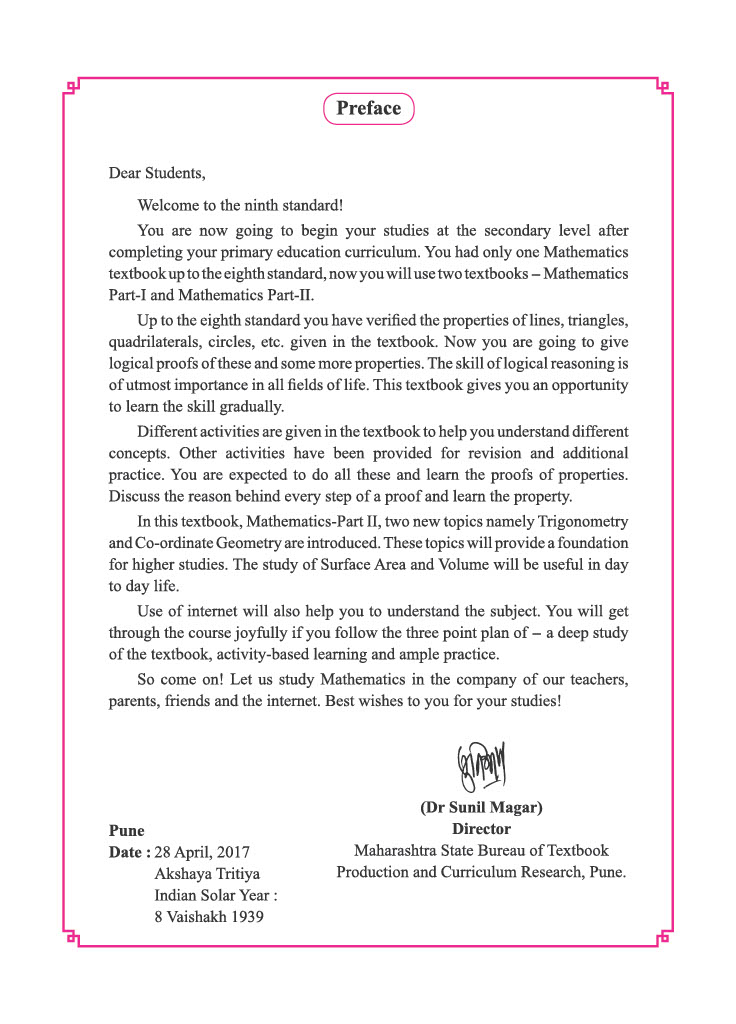 Preface
Dear Students,
Welcome to the ninth standard!
You are now going to begin your studies at the secondary level after
completing your primary education curriculum. You had only one Mathematics
textbook up to the eighth standard, now you will use two textbooks – Mathematics
Part-I and Mathematics Part-II.
Up to the eighth standard you have verified the properties of lines, triangles,
quadrilaterals, circles, etc. given in the textbook. Now you are going to give
logical proofs of these and some more properties. The skill of logical reasoning is
of utmost importance in all fields of life. This textbook gives you an opportunity
to learn the skill gradually.
Different activities are given in the textbook to help you understand different
concepts. Other activities have been provided for revision and additional
practice. You are expected to do all these and learn the proofs of properties.
Discuss the reason behind every step of a proof and learn the property.
In this textbook, Mathematics-Part II, two new topics namely Trigonometry
and Co-ordinate Geometry are introduced. These topics will provide a foundation
for higher studies. The study of Surface Area and Volume will be useful in day
to day life.
Use of internet will also help you to understand the subject. You will get
through the course joyfully if you follow the three point plan of – a deep study
of the textbook, activity-based learning and ample practice.
So come on! Let us study Mathematics in the company of our teachers,
parents, friends and the internet. Best wishes to you for your studies!
(Dr Sunil Magar)
Director
Maharashtra State Bureau of Textbook
Production and Curriculum Research, Pune.
Pune
Date : 28 April, 2017
Akshaya Tritiya
Indian Solar Year :
8 Vaishakh 1939